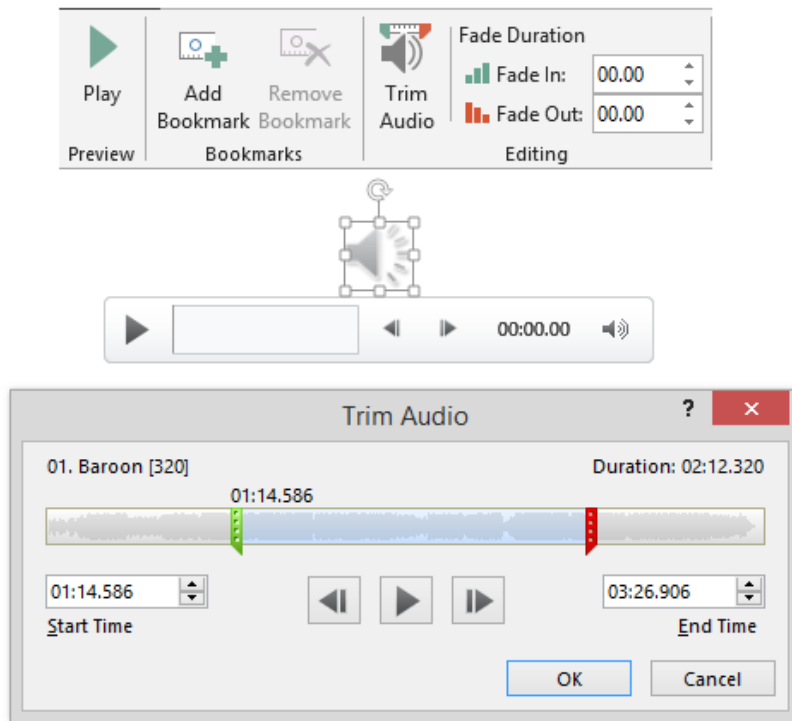 Play
Preview
Add
Bookmark
Remove
Bookmark
Bookmarks
Trim
Audio
Fade Duration
Fade In: 00.00
Fade Out: 00.00
Editing
00:00.00
Trim Audio ?
01. Baroon [320] Duration: 02:12.320
01:14.586
01:14.586 03:26.906
Start Time End Time
OK Cancel